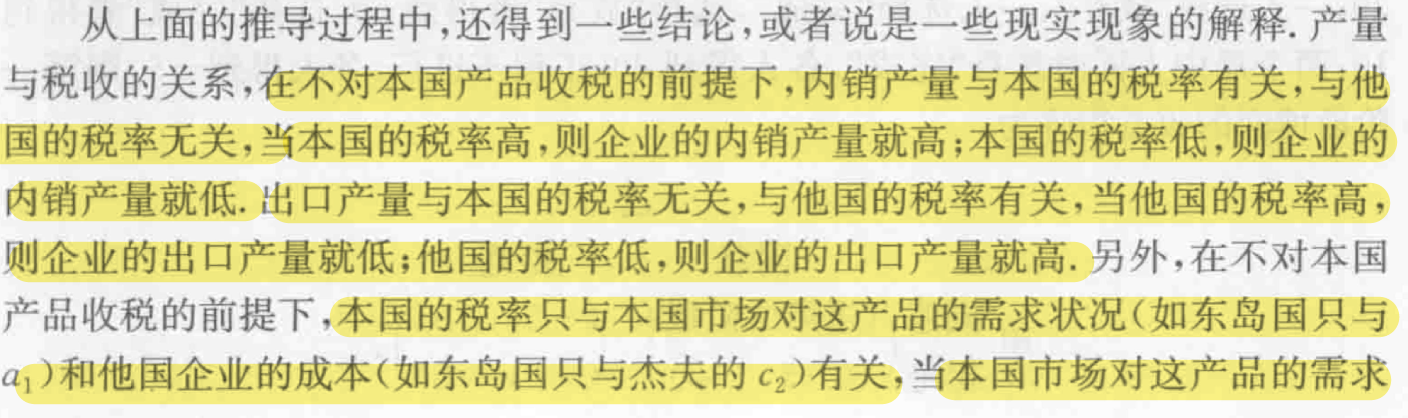 从上面的推导过程中,还得到一些结论,或者说是一些现实现象的解释.产量
与税收的关系,在不对本国产品收税的前提下,内销产量与本国的税率有关,与他
国的税率无关,当本国的税率高,则企业的内销产量就高;本国的税率低,则企业的
内销产量就低.出口产量与本国的税率无关,与他国的税率有关,当他国的税率高,
则企业的出口产量就低;他国的税率低,则企业的出口产量就高.另外,在不对本国
产品收税的前提下,本国的税率只与本国市场对这产品的需求状况(如东岛国只与
a₁)和他国企业的成本(如东岛国只与杰夫的 c₂)有关,当本国市场对这产品的需求